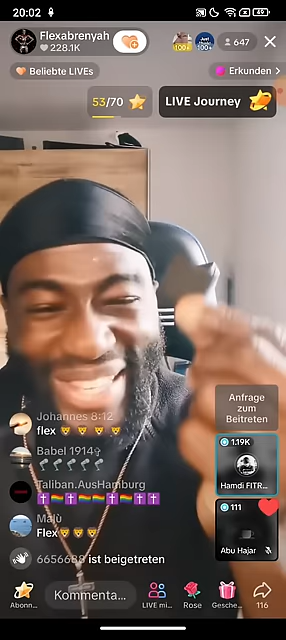 20:02
49
Flexabrenyah
228.1K
100+
100+
647
Beliebte LIVEs
Erkunden
53/70
LIVE Journey
Anfrage
zum
Beitreten
Johannes 8:12
flex 🦁 🦁 🦁 🦁
1.19K
Babel 1914
Hamdi FITR...
Taliban.AusHamburg
✝️🏳️‍🌈✝️🏳️‍🌈🏳️‍🌈✝️🏳️‍🌈✝️✝️
111
Malù
Flex🦁🦁🦁
Abu Hajar
ist beigetreten
Abonn...
Kommenta...
LIVE mi...
Rose
Gesche...
116